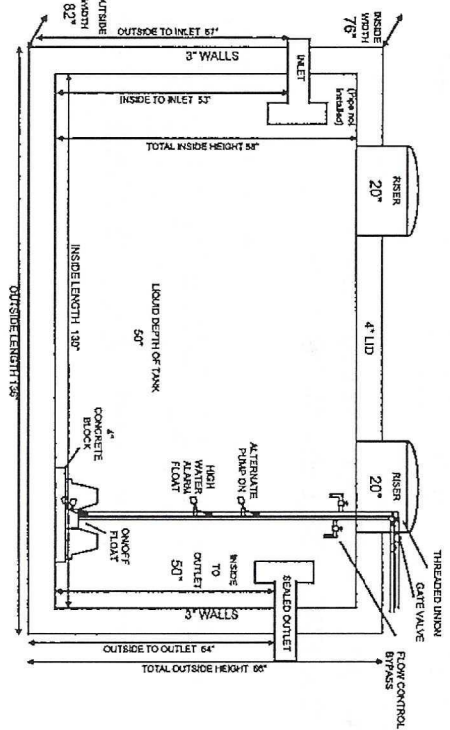 INSIDE
WIDTH
76"
OUTSIDE
WIDTH
82"
OUTSIDE TO INLET 57"
3" WALLS
INLET
(Pipe not
Installed)
INSIDE TO INLET 53"
TOTAL INSIDE HEIGHT 58"
RISER
20"
4" LID
RISER
20"
THREADED UNION
GATE VALVE
FLOW CONTROL
BYPASS
LIQUID DEPTH OF TANK
50"
INSIDE LENGTH 130"
OUTSIDE LENGTH 136"
ALTERNATE
PUMP ON
HIGH
WATER
ALARM
FLOAT
4"
CONCRETE
BLOCK
ON/OFF
FLOAT
INSIDE
TO
OUTLET
50"
SEALED OUTLET
3" WALLS
OUTSIDE TO OUTLET 54"
TOTAL OUTSIDE HEIGHT 66"